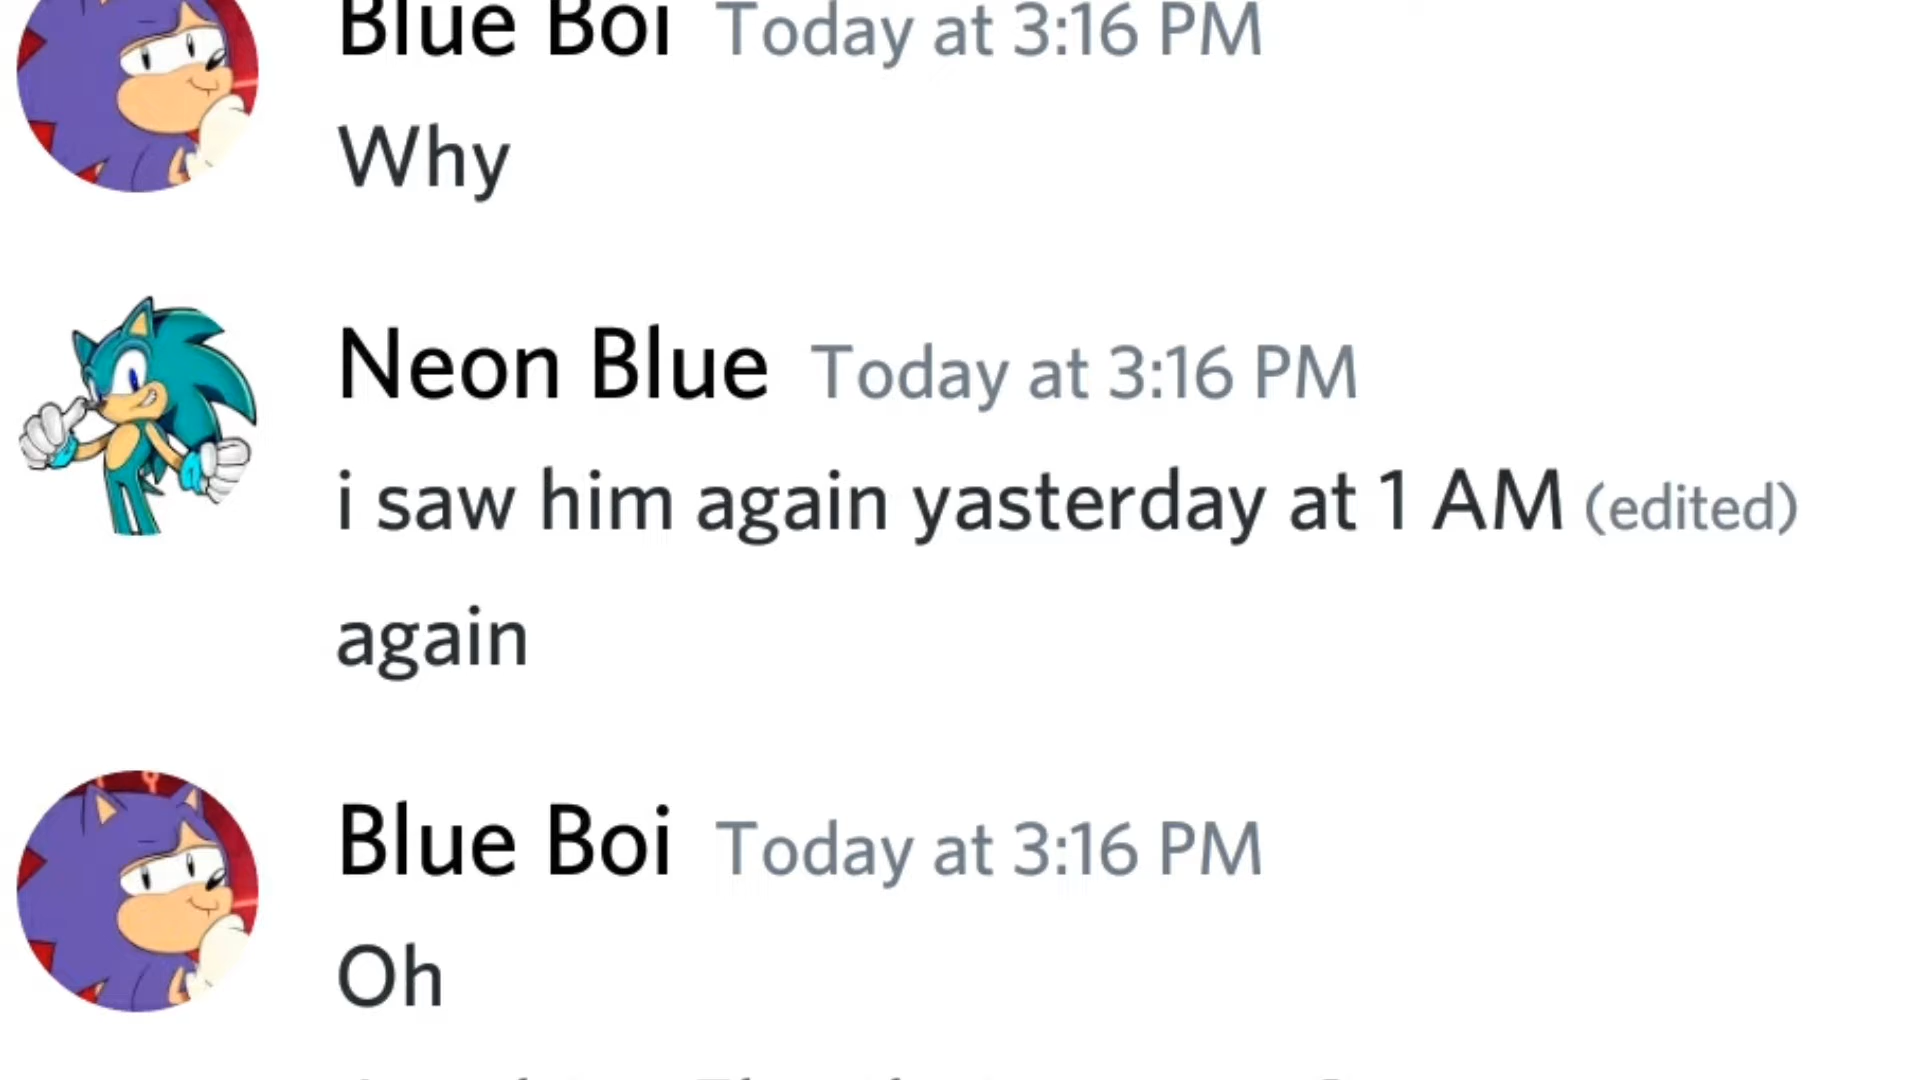 Blue Boi Today at 3:16 PM
Why
Neon Blue Today at 3:16 PM
i saw him again yasterday at 1 AM (edited)
again
Blue Boi Today at 3:16 PM
Oh